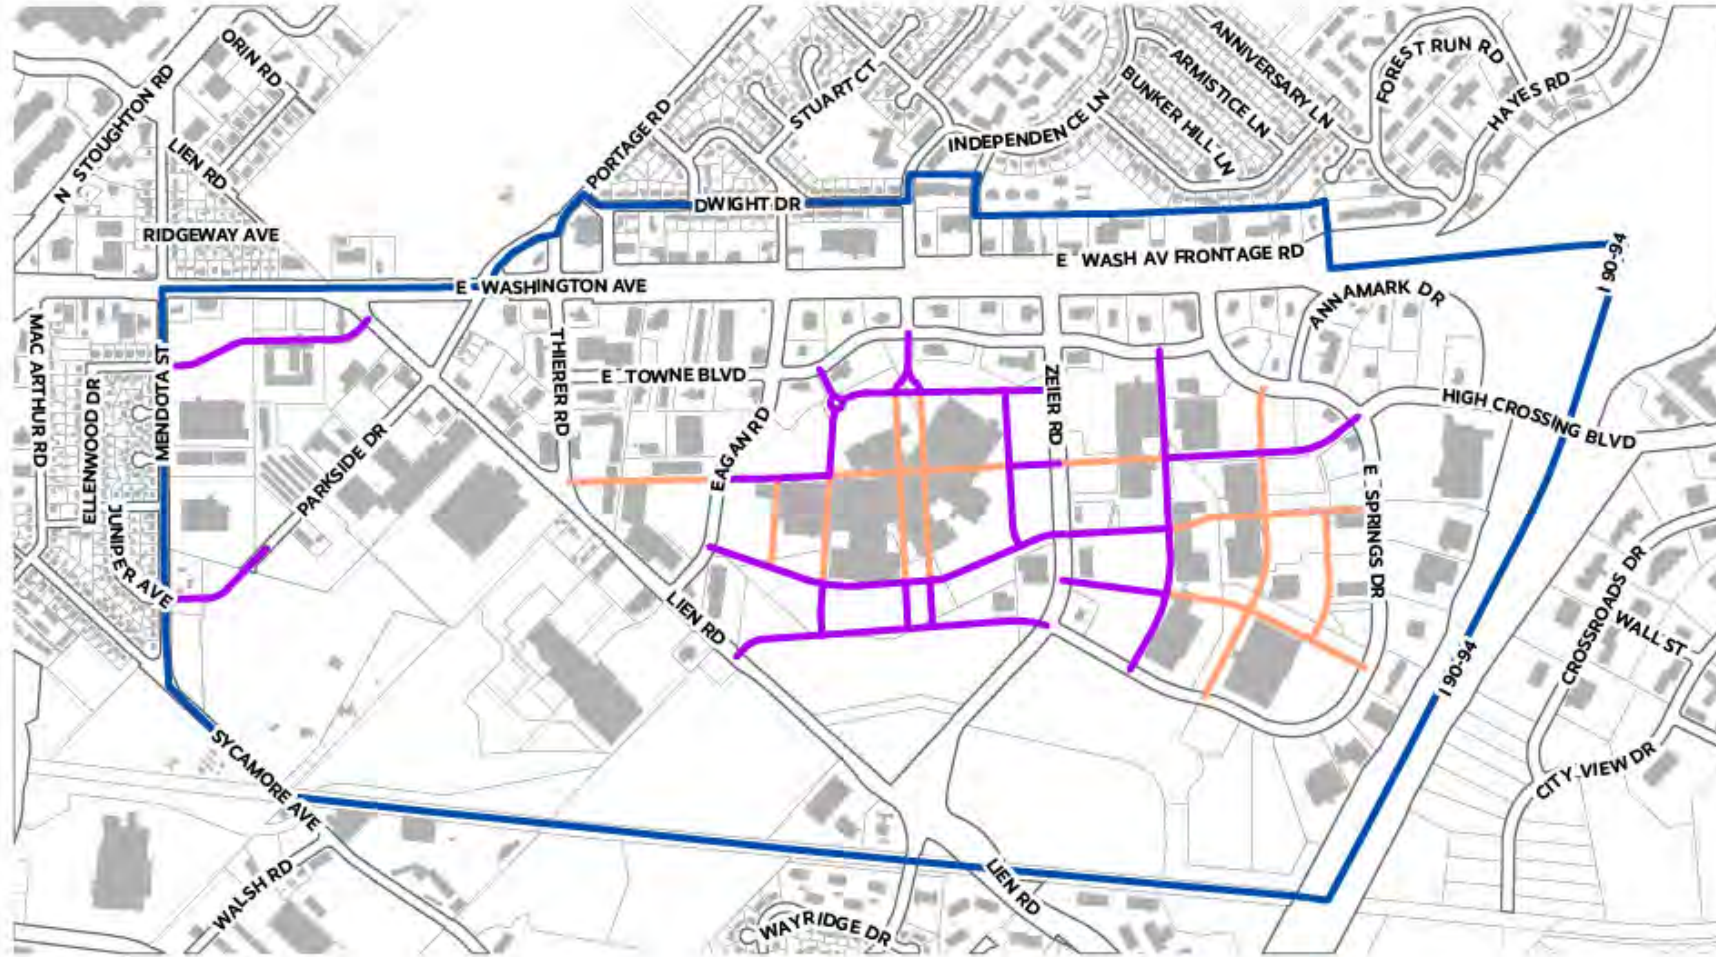 ORIN RD
N STOUGHTON RD
LIEN RD
RIDGEWAY AVE
PORTAGE RD
STUART CT
DWIGHT DR
INDEPENDENCE LN
BUNKER HILL LN
ARMISTICE LN
ANNIVERSARY LN
FOREST RUN RD
HAYES RD
E WASH AV FRONTAGE RD
I 90-94
E WASHINGTON AVE
ANNAMARK DR
MAC ARTHUR RD
ELLENWOOD DR
JUNIPER AVE
MENDOTA ST
PARKSIDE DR
THIERER RD
E TOWNE BLVD
EAGAN RD
ZEIER RD
HIGH CROSSING BLVD
E SPRINGS DR
LIEN RD
CROSSROADS DR
WALL ST
I 90-94
CITY VIEW DR
SYCAMORE AVE
WALSH RD
LIEN RD
WAYRIDGE DR